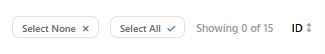 Select None × Select All ✓ Showing 0 of 15 ID ↕